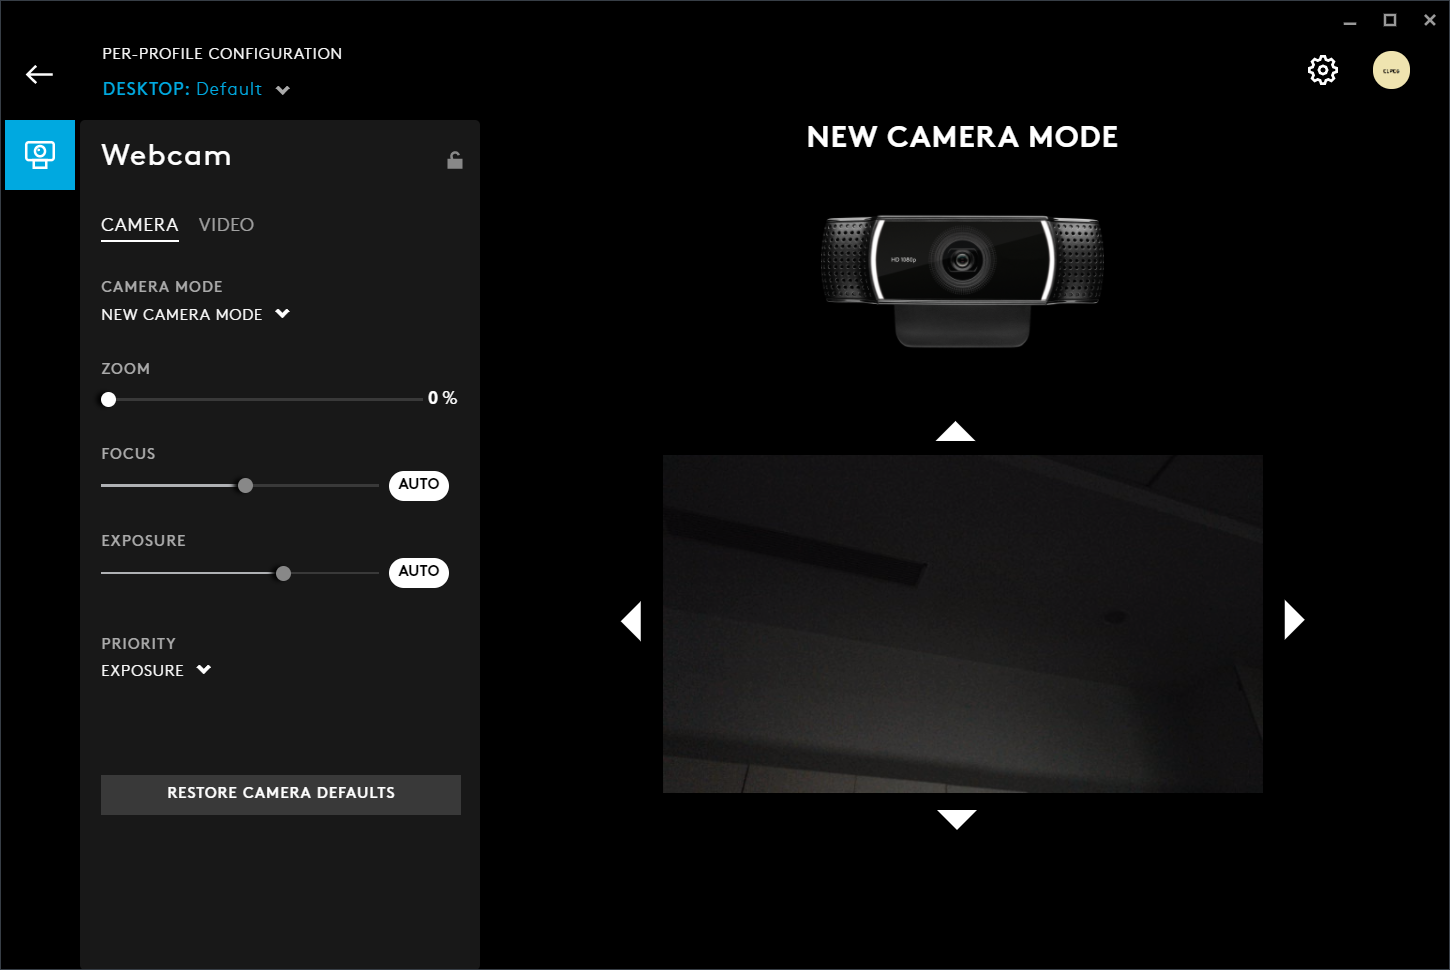 PER-PROFILE CONFIGURATION
DESKTOP: Default
Webcam
CAMERA VIDEO
CAMERA MODE
NEW CAMERA MODE
ZOOM
0 %
FOCUS
AUTO
EXPOSURE
AUTO
PRIORITY
EXPOSURE
RESTORE CAMERA DEFAULTS
NEW CAMERA MODE
HD 1080p